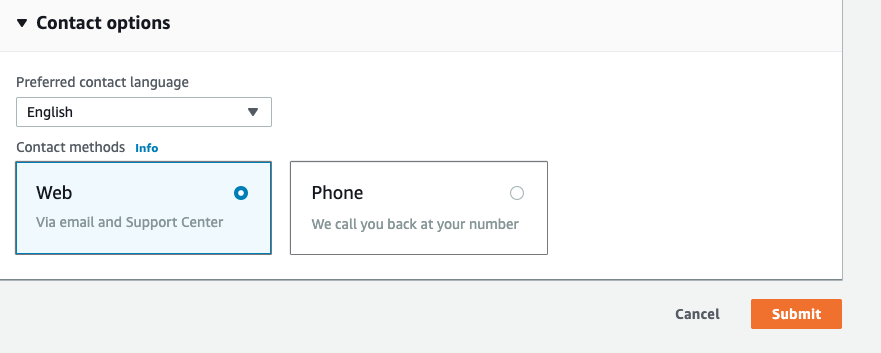 Contact options
Preferred contact language
English
Contact methods Info
Web
Via email and Support Center
Phone
We call you back at your number
Cancel
Submit